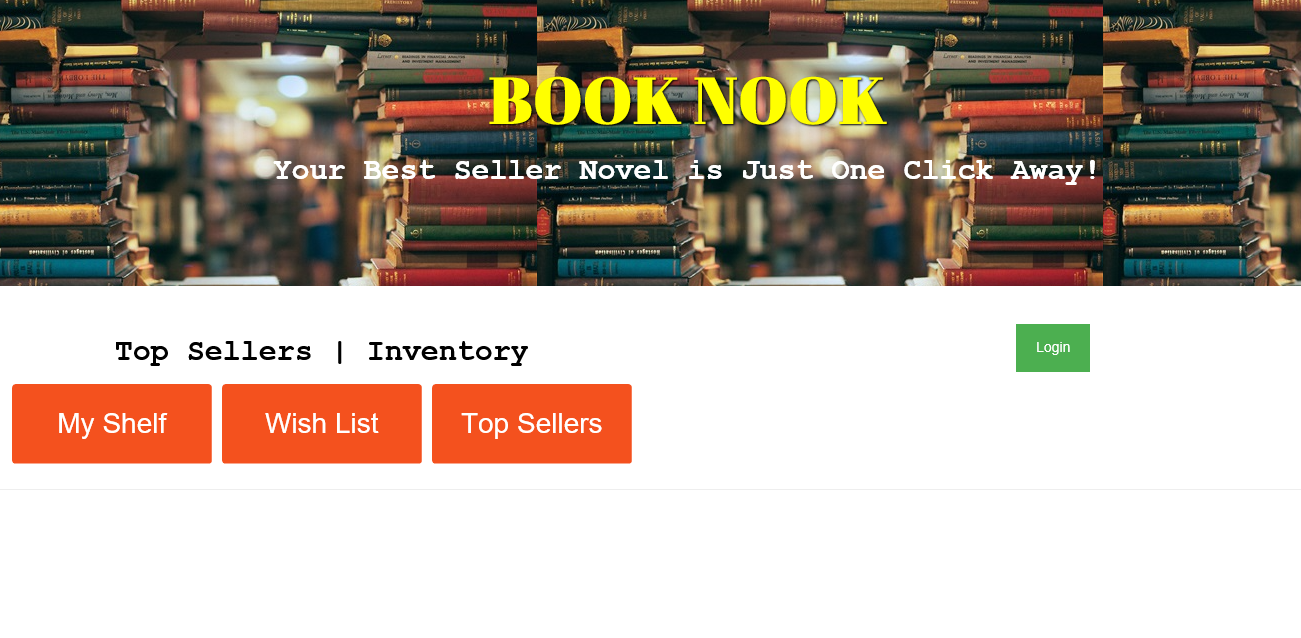 BOOK NOOK
Your Best Seller Novel is Just One Click Away!
Top Sellers | Inventory
Login
My Shelf
Wish List
Top Sellers